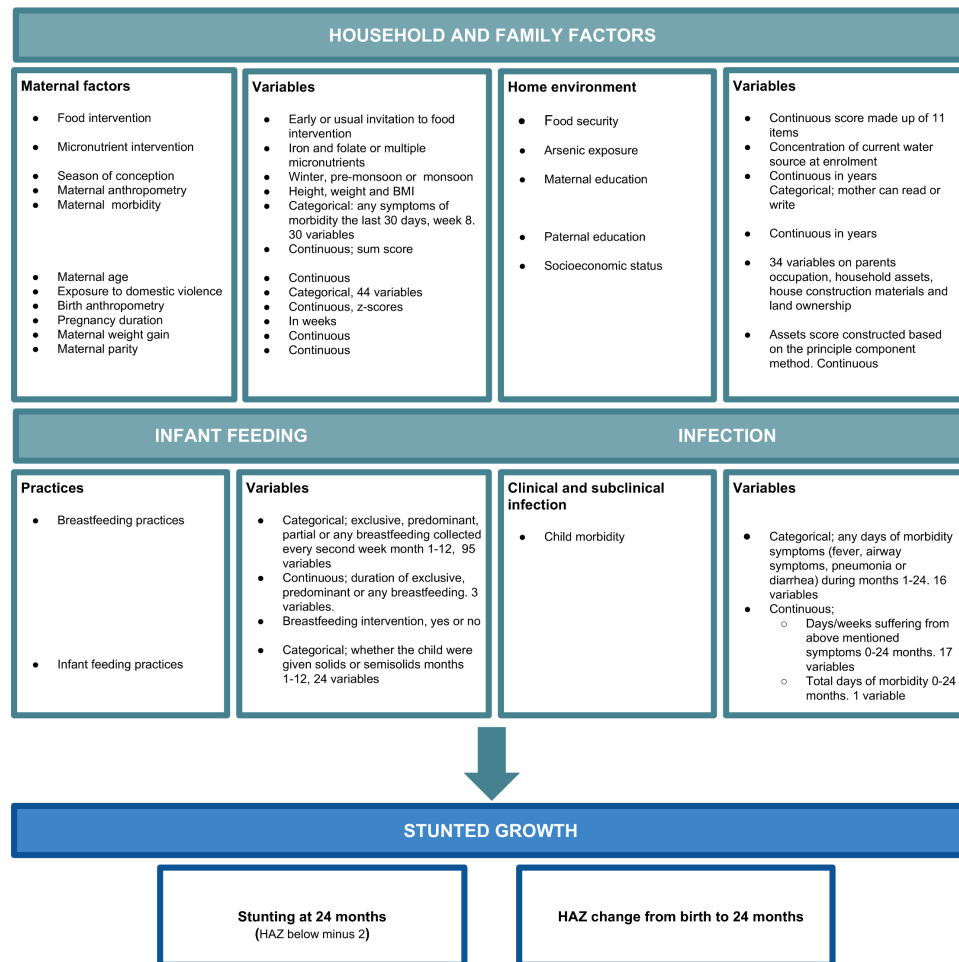 HOUSEHOLD AND FAMILY FACTORS
Maternal factors
● Food intervention
● Micronutrient intervention
● Season of conception
● Maternal anthropometry
● Maternal morbidity
● Maternal age
● Exposure to domestic violence
● Birth anthropometry
● Pregnancy duration
● Maternal weight gain
● Maternal parity
Variables
● Early or usual invitation to food
intervention
● Iron and folate or multiple
micronutrients
● Winter, pre-monsoon or monsoon
● Height, weight and BMI
● Categorical: any symptoms of
morbidity the last 30 days, week 8.
30 variables
● Continuous; sum score
● Continuous
● Categorical, 44 variables
● Continuous, z-scores
● In weeks
● Continuous
● Continuous
Home environment
● Food security
● Arsenic exposure
● Maternal education
● Paternal education
● Socioeconomic status
Variables
● Continuous score made up of 11
items
● Concentration of current water
source at enrolment
● Continuous in years
Categorical; mother can read or
write
● Continuous in years
● 34 variables on parents
occupation, household assets,
house construction materials and
land ownership
● Assets score constructed based
on the principle component
method. Continuous
INFANT FEEDING
INFECTION
Practices
● Breastfeeding practices
● Infant feeding practices
Variables
● Categorical; exclusive, predominant,
partial or any breastfeeding collected
every second week month 1-12, 95
variables
● Continuous; duration of exclusive,
predominant or any breastfeeding. 3
variables.
● Breastfeeding intervention, yes or no
● Categorical; whether the child were
given solids or semisolids months
1-12, 24 variables
Clinical and subclinical
infection
● Child morbidity
Variables
● Categorical; any days of morbidity
symptoms (fever, airway
symptoms, pneumonia or
diarrhea) during months 1-24. 16
variables
● Continuous;
○ Days/weeks suffering from
above mentioned
symptoms 0-24 months. 17
variables
○ Total days of morbidity 0-24
months. 1 variable
STUNTED GROWTH
Stunting at 24 months
(HAZ below minus 2)
HAZ change from birth to 24 months